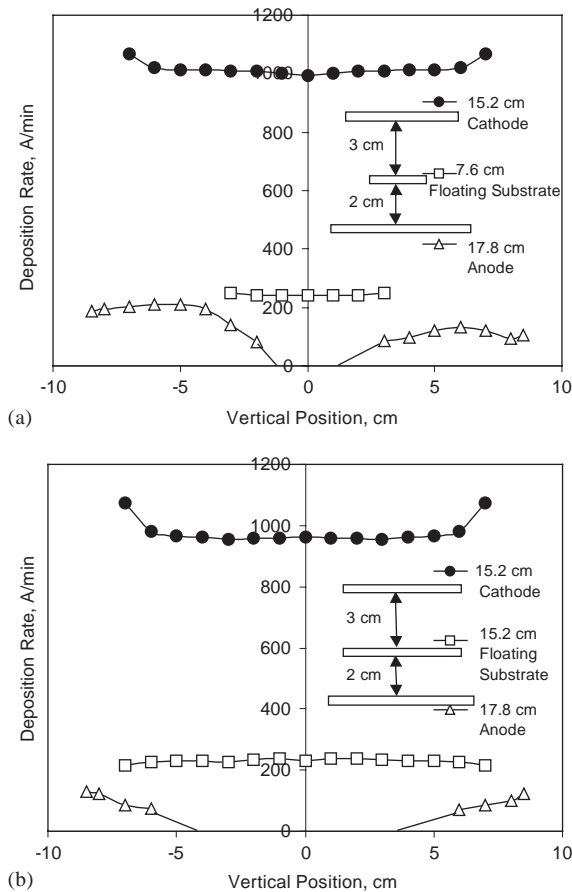 1200
1000
800
600
400
200
0
Deposition Rate, A/min
15.2 cm
Cathode
3 cm
7.6 cm
Floating Substrate
2 cm
17.8 cm
Anode
-10
-5
0
5
10
(a)
Vertical Position, cm
1200
1000
800
600
400
200
0
Deposition Rate, A/min
15.2 cm
Cathode
3 cm
15.2 cm
Floating
Substrate
2 cm
17.8 cm
Anode
-10
-5
0
5
10
(b)
Vertical Position, cm